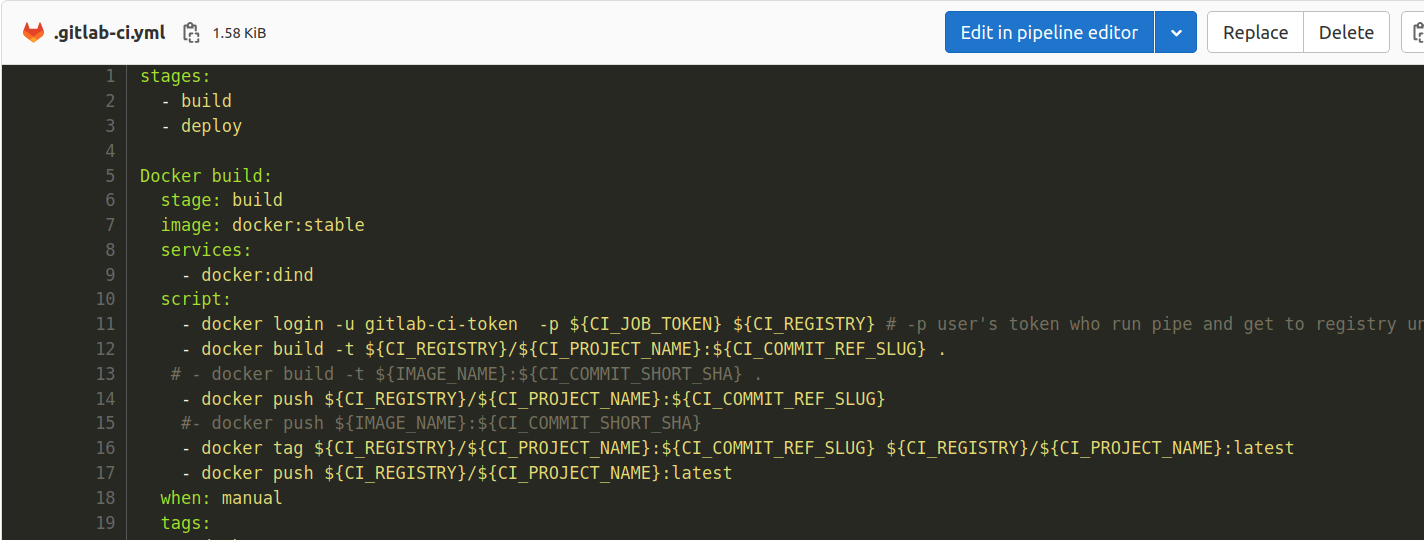 .gitlab-ci.yml 1.58 KiB Edit in pipeline editor Replace Delete
1 stages:
2   - build
3   - deploy
4
5 Docker build:
6   stage: build
7   image: docker:stable
8   services:
9     - docker:dind
10   script:
11     - docker login -u gitlab-ci-token  -p ${CI_JOB_TOKEN} ${CI_REGISTRY} # -p user's token who run pipe and get to registry
12     - docker build -t ${CI_REGISTRY}/${CI_PROJECT_NAME}:${CI_COMMIT_REF_SLUG} .
13    # - docker build -t ${IMAGE_NAME}:${CI_COMMIT_SHORT_SHA} .
14     - docker push ${CI_REGISTRY}/${CI_PROJECT_NAME}:${CI_COMMIT_REF_SLUG}
15     #- docker push ${IMAGE_NAME}:${CI_COMMIT_SHORT_SHA}
16     - docker tag ${CI_REGISTRY}/${CI_PROJECT_NAME}:${CI_COMMIT_REF_SLUG} ${CI_REGISTRY}/${CI_PROJECT_NAME}:latest
17     - docker push ${CI_REGISTRY}/${CI_PROJECT_NAME}:latest
18   when: manual
19   tags: